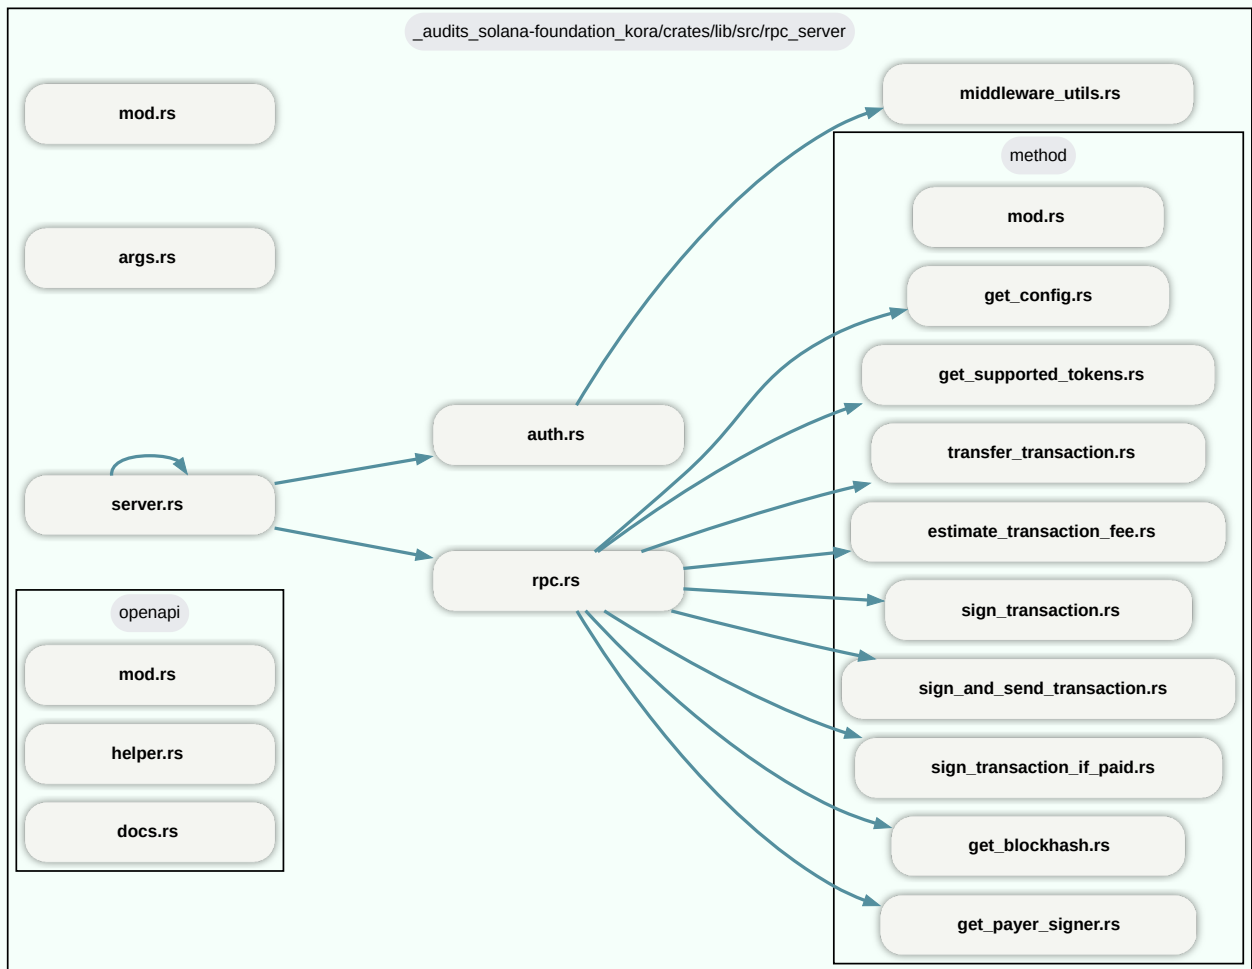 _audits_solana-foundation_kora/crates/lib/src/rpc_server
mod.rs
args.rs
server.rs
openapi
mod.rs
helper.rs
docs.rs
auth.rs
rpc.rs
middleware_utils.rs
method
mod.rs
get_config.rs
get_supported_tokens.rs
transfer_transaction.rs
estimate_transaction_fee.rs
sign_transaction.rs
sign_and_send_transaction.rs
sign_transaction_if_paid.rs
get_blockhash.rs
get_payer_signer.rs